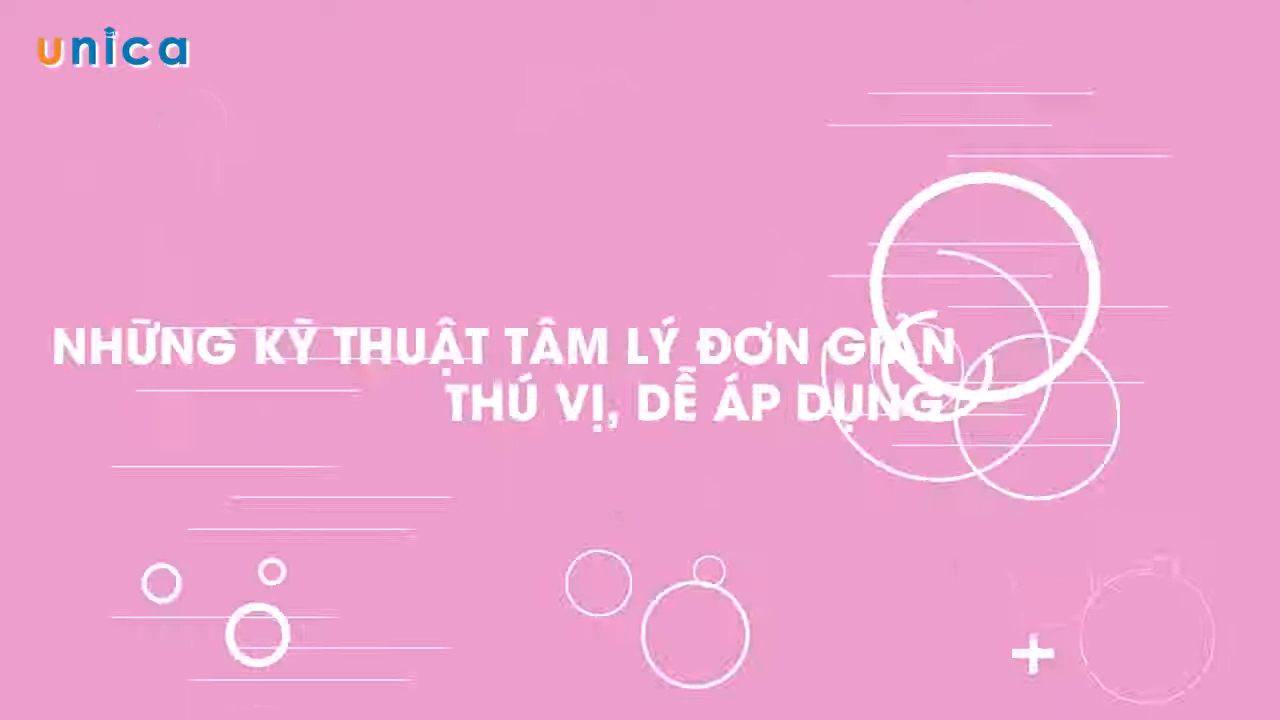 unica
NHỮNG KỸ THUẬT TÂM LÝ ĐƠN GIẢN
THÚ VỊ, DỄ ÁP DỤNG